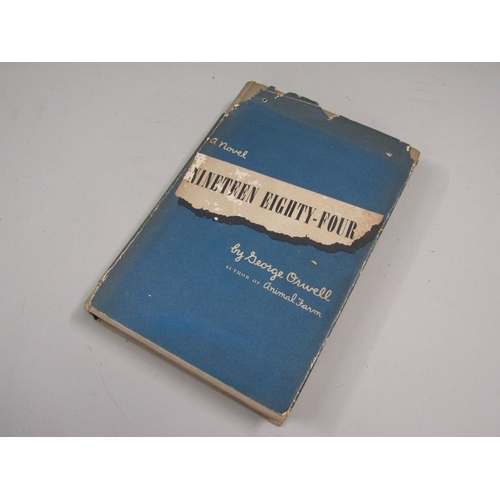 a Novel
NINETEEN EIGHTY-FOUR
by George Orwell
AUTHOR OF Animal Farm